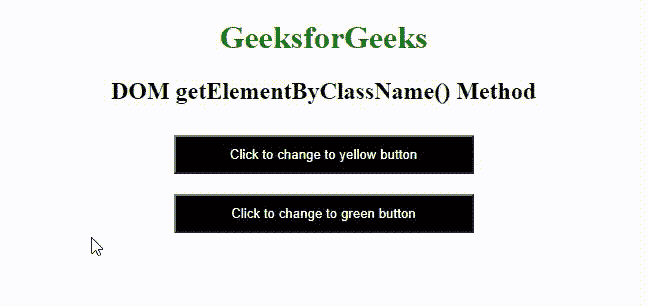 GeeksforGeeks
DOM getElementByClassName() Method
Click to change to yellow button
Click to change to green button